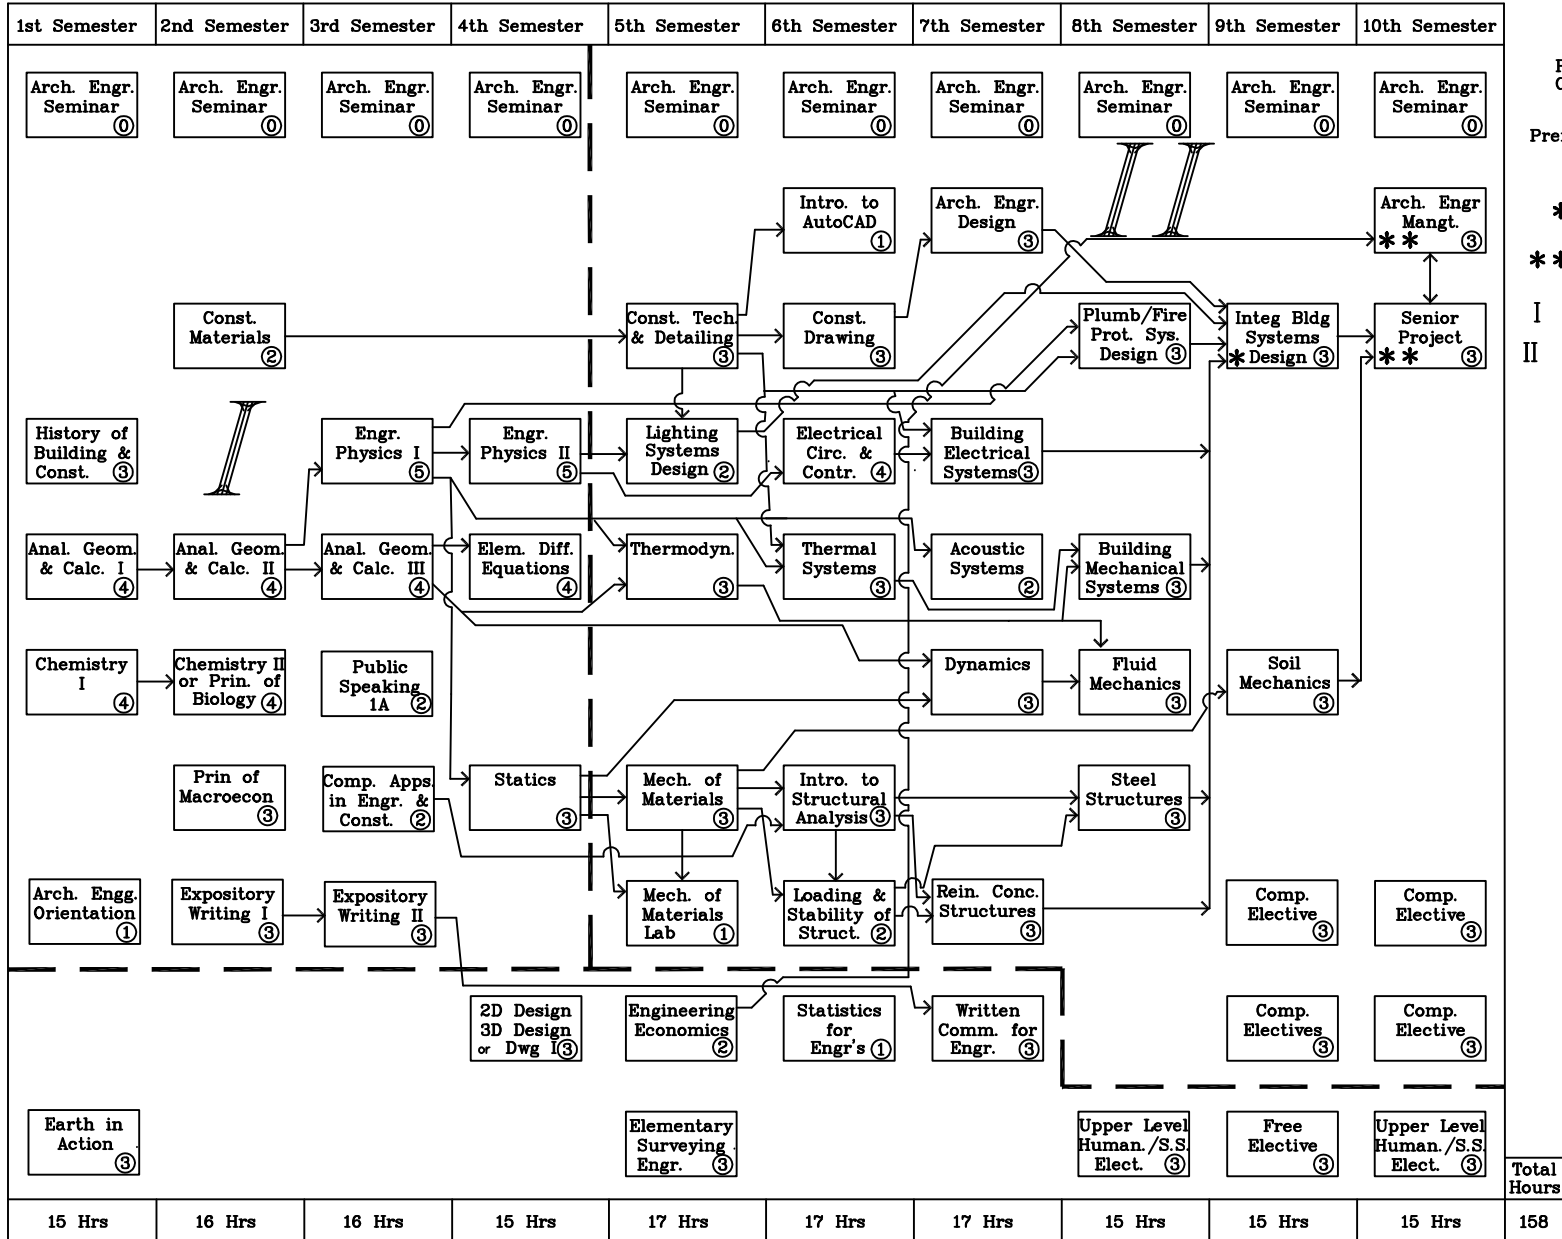 1st Semester
2nd Semester
3rd Semester
4th Semester
5th Semester
6th Semester
7th Semester
8th Semester
9th Semester
10th Semester
Arch. Engr.
Seminar
0
Arch. Engr.
Seminar
0
Arch. Engr.
Seminar
0
Arch. Engr.
Seminar
0
Arch. Engr.
Seminar
0
Arch. Engr.
Seminar
0
Arch. Engr.
Seminar
0
Arch. Engr.
Seminar
0
Arch. Engr.
Seminar
0
Arch. Engr.
Seminar
0
II
Intro. to
AutoCAD
1
Arch. Engr.
Design
3
Arch. Engr
Mangt.
** 3
*
**
I
II
Const.
Materials
2
Const. Tech.
& Detailing
3
Const.
Drawing
3
Plumb/Fire
Prot. Sys.
Design 3
Integ Bldg
Systems
* Design 3
Senior
Project
** 3
History of
Building &
Const. 3
I
Engr.
Physics I
5
Engr.
Physics II
5
Lighting
Systems
Design 2
Electrical
Circ. &
Contr. 4
Building
Electrical
Systems 3
Anal. Geom.
& Calc. I
4
Anal. Geom.
& Calc. II
4
Anal. Geom.
& Calc. III
4
Elem. Diff.
Equations
4
Thermodyn.
3
Thermal
Systems
3
Acoustic
Systems
2
Building
Mechanical
Systems 3
Chemistry
I
4
Chemistry II
or Prin. of
Biology 4
Public
Speaking
1A 2
Dynamics
3
Fluid
Mechanics
3
Soil
Mechanics
3
Prin of
Macroecon
3
Comp. Apps.
in Engr. &
Const. 2
Statics
3
Mech. of
Materials
3
Intro. to
Structural
Analysis 3
Steel
Structures
3
Arch. Engg.
Orientation
1
Expository
Writing I
3
Expository
Writing II
3
Mech. of
Materials
Lab 1
Loading &
Stability of
Struct. 2
Rein. Conc.
Structures
3
Comp.
Elective
3
Comp.
Elective
3
2D Design
3D Design
or Dwg I 3
Engineering
Economics
2
Statistics
for
Engr's 1
Written
Comm. for
Engr. 3
Comp.
Electives
3
Comp.
Elective
3
Earth in
Action
3
Elementary
Surveying
Engr. 3
Upper Level
Human./S.S.
Elect. 3
Free
Elective
3
Upper Level
Human./S.S.
Elect. 3
Total
Hours
15 Hrs
16 Hrs
16 Hrs
15 Hrs
17 Hrs
17 Hrs
17 Hrs
15 Hrs
15 Hrs
15 Hrs
158